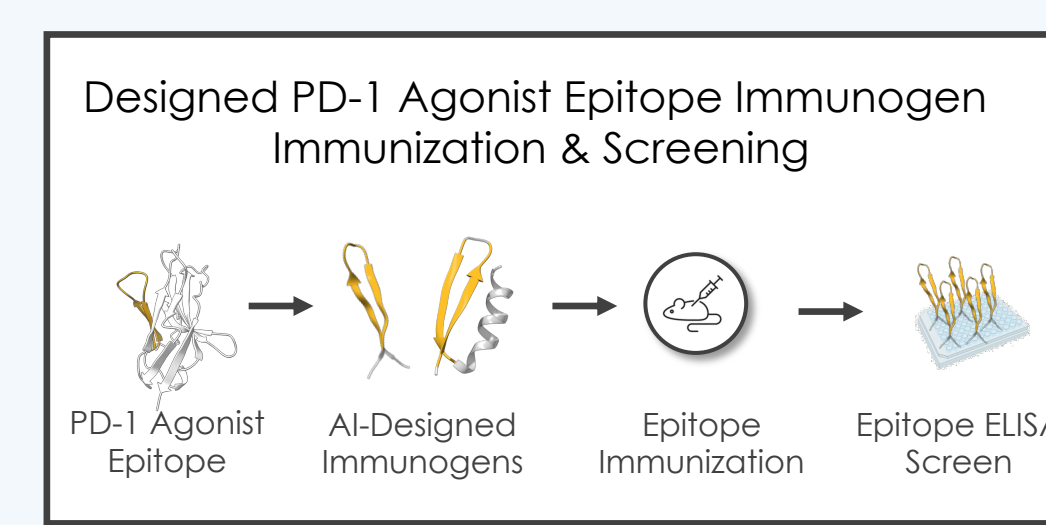 Designed PD-1 Agonist Epitope Immunogen
Immunization & Screening
PD-1 Agonist
Epitope
AI-Designed
Immunogens
Epitope
Immunization
Epitope ELISA
Screen